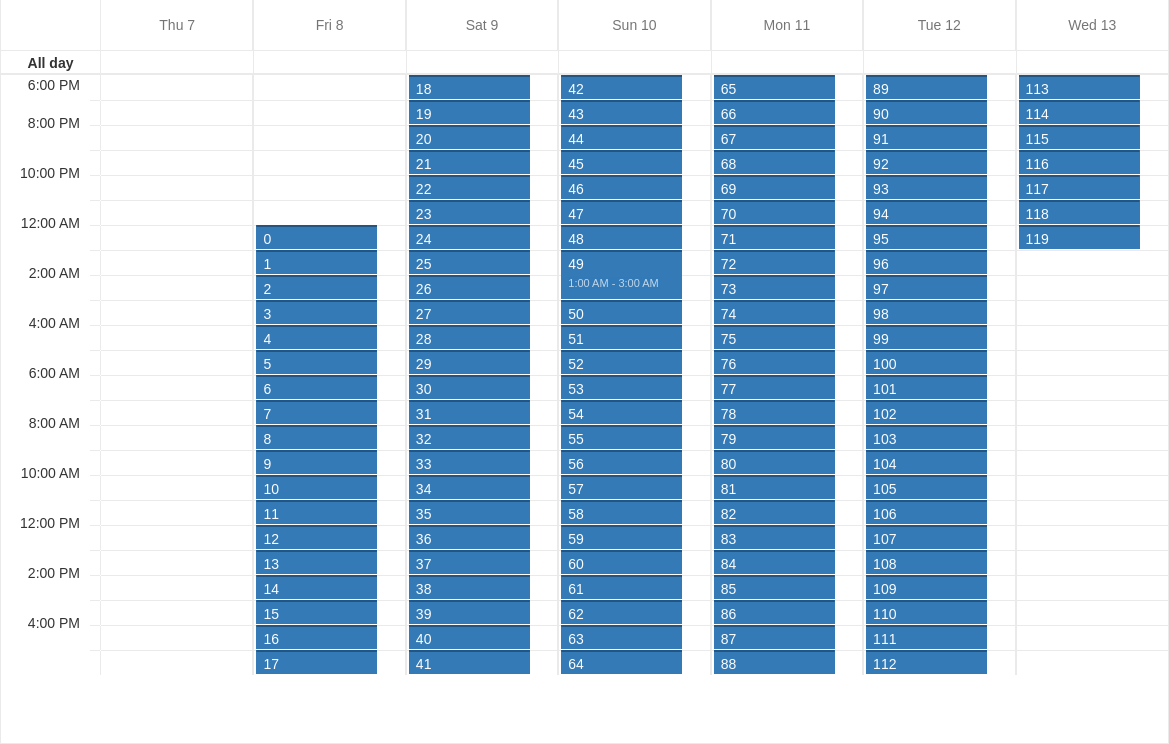 Thu 7 Fri 8 Sat 9 Sun 10 Mon 11 Tue 12 Wed 13
All day
6:00 PM 18 42 65 89 113
19 43 66 90 114
8:00 PM 20 44 67 91 115
21 45 68 92 116
10:00 PM 22 46 69 93 117
23 47 70 94 118
12:00 AM 0 24 48 71 95 119
1 25 49 72 96
2:00 AM 2 26 1:00 AM - 3:00 AM 73 97
3 27 50 74 98
4:00 AM 4 28 51 75 99
5 29 52 76 100
6:00 AM 6 30 53 77 101
7 31 54 78 102
8:00 AM 8 32 55 79 103
9 33 56 80 104
10:00 AM 10 34 57 81 105
11 35 58 82 106
12:00 PM 12 36 59 83 107
13 37 60 84 108
2:00 PM 14 38 61 85 109
15 39 62 86 110
4:00 PM 16 40 63 87 111
17 41 64 88 112